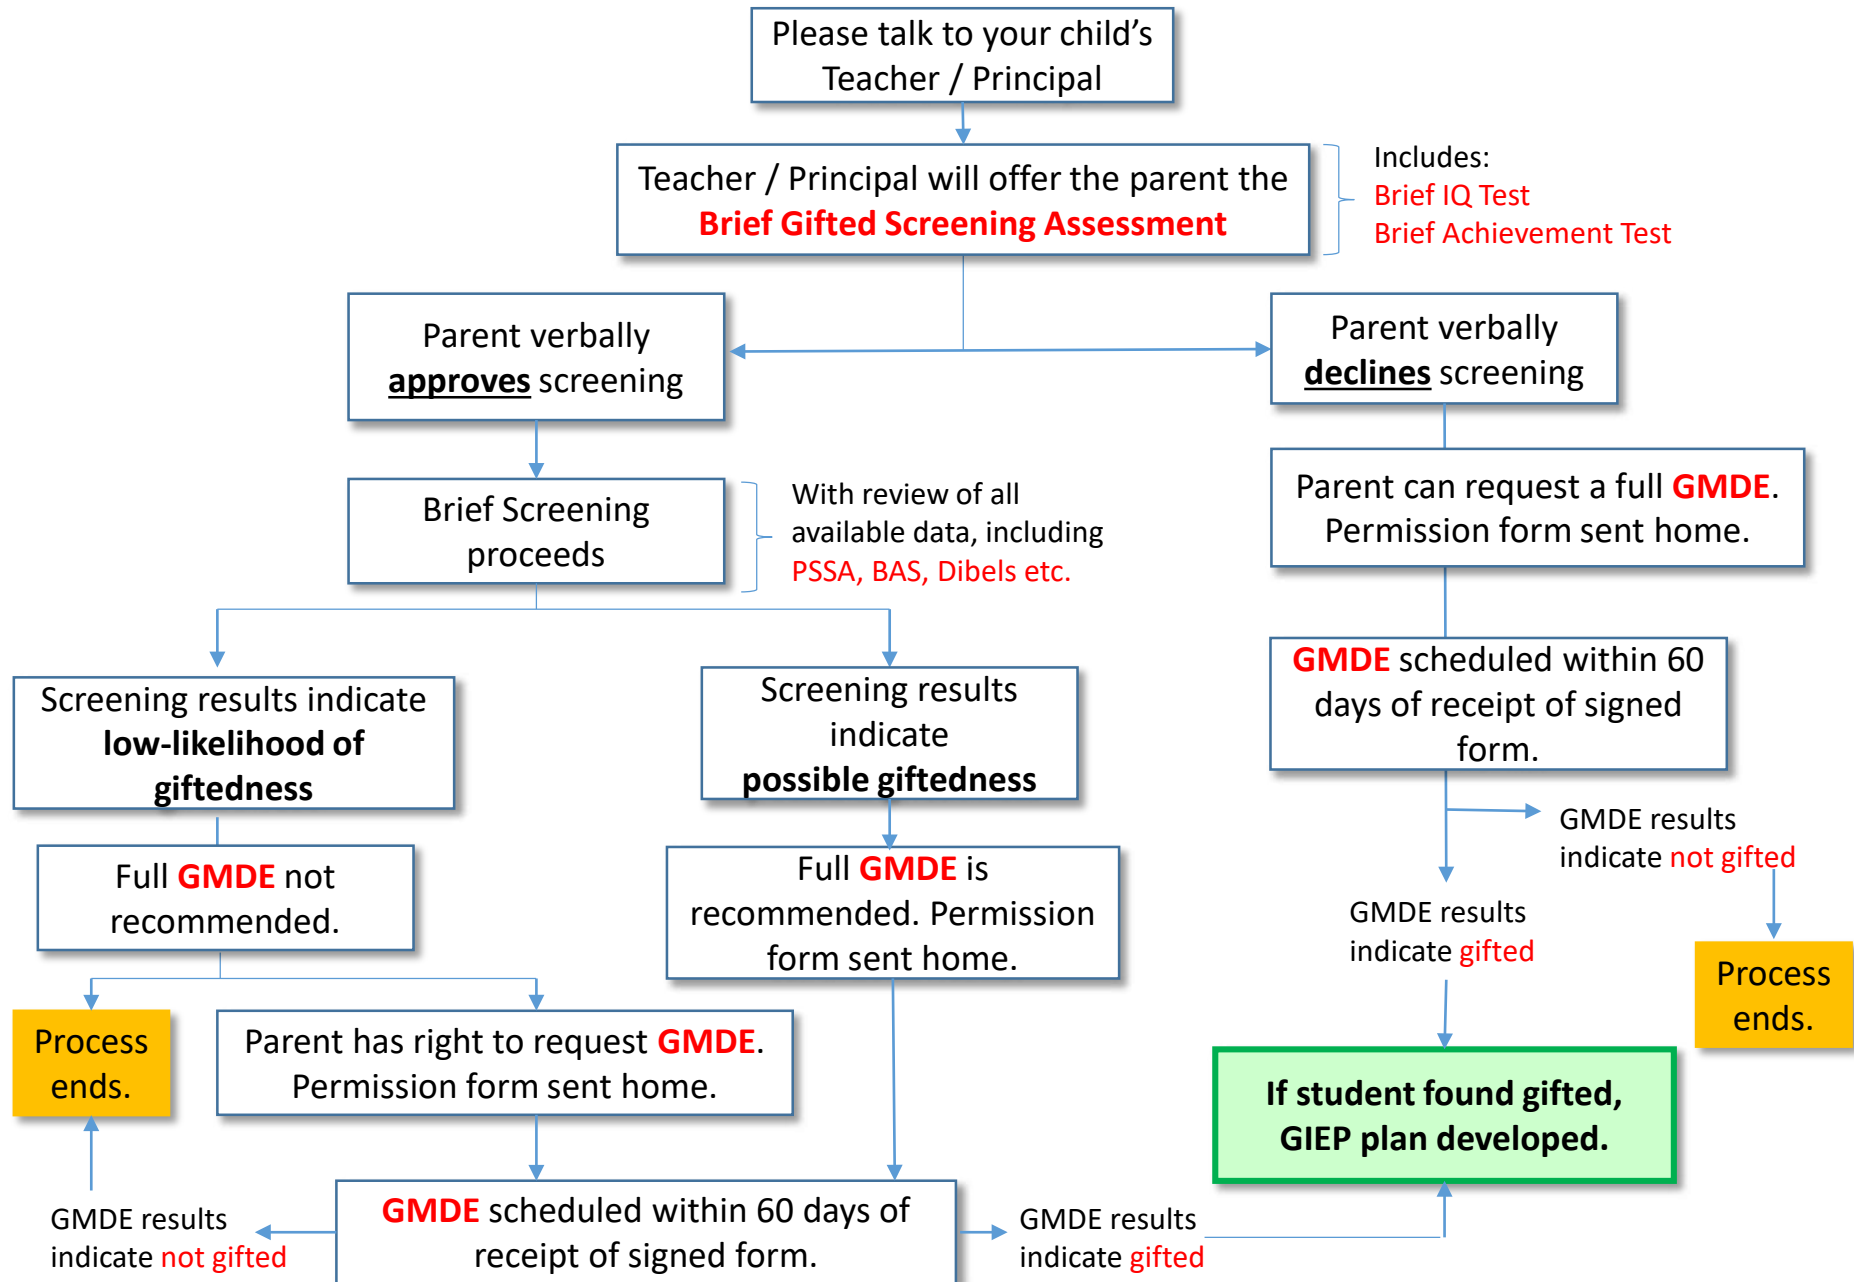 Please talk to your child's
Teacher / Principal
Teacher / Principal will offer the parent the
Brief Gifted Screening Assessment
Includes:
Brief IQ Test
Brief Achievement Test
Parent verbally
approves screening
Parent verbally
declines screening
Brief Screening
proceeds
With review of all
available data, including
PSSA, BAS, Dibels etc.
Parent can request a full GMDE.
Permission form sent home.
Screening results indicate
low-likelihood of
giftedness
Screening results
indicate
possible giftedness
GMDE scheduled within 60
days of receipt of signed
form.
Full GMDE not
recommended.
Full GMDE is
recommended. Permission
form sent home.
GMDE results
indicate not gifted
GMDE results
indicate gifted
Process
ends.
Process
ends.
Parent has right to request GMDE.
Permission form sent home.
If student found gifted,
GIEP plan developed.
GMDE results
indicate not gifted
GMDE scheduled within 60 days of
receipt of signed form.
GMDE results
indicate gifted